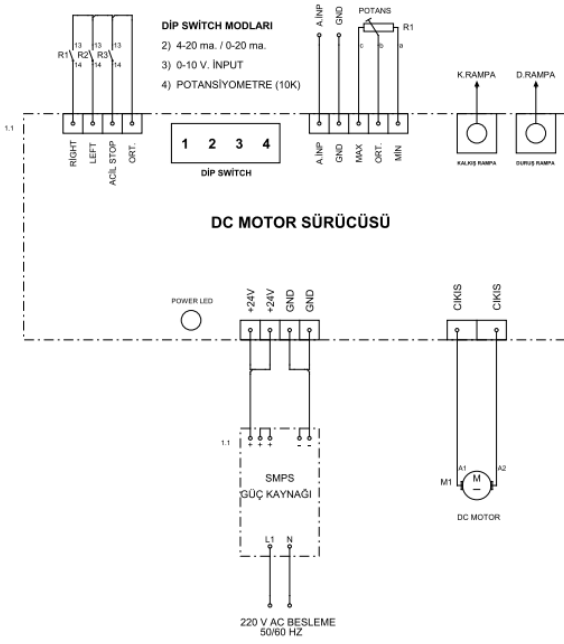 DİP SWİTCH MODLARI
2) 4-20 ma. / 0-20 ma.
3) 0-10 V. İNPUT
4) POTANSİYOMETRE (10K)
13 13 13
R1 R2 R3
14 14 14
A.İNP
GND
POTANS
R1
c b a
K.RAMPA
D.RAMPA
1.1
RİGHT
LEFT
ACİL STOP
ORT.
1 2 3 4
DİP SWİTCH
A.İNP
GND
MAX
ORT.
MİN
KALKIŞ RAMPA
DURUŞ RAMPA
DC MOTOR SÜRÜCÜSÜ
POWER LED
+24V
+24V
GND
GND
CIKIS
CIKIS
1.1
+ + + - -
SMPS
GÜÇ KAYNAĞI
L1 N
220 V AC BESLEME
50/60 HZ
A1 A2
M1
M
DC MOTOR